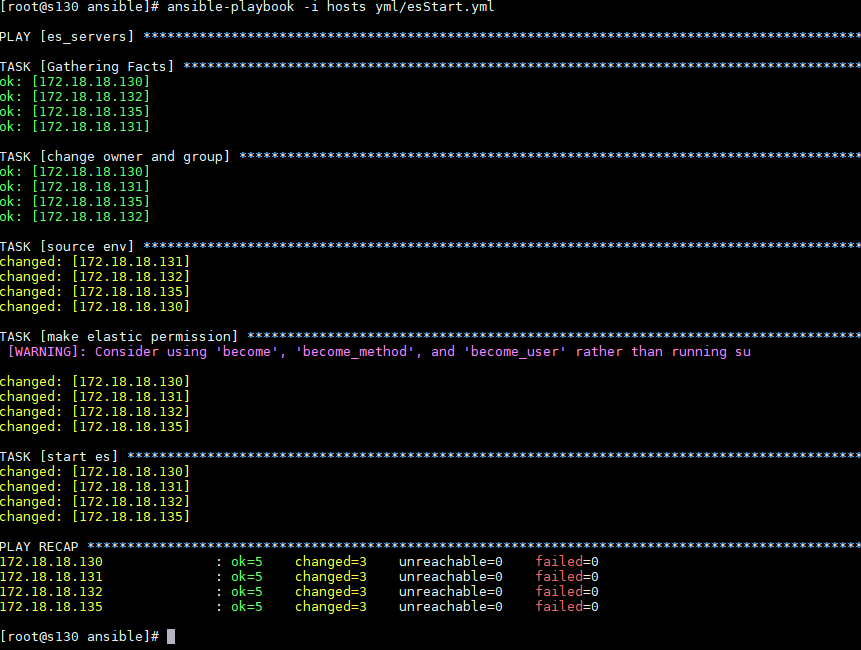 [root@s130 ansible]# ansible-playbook -i hosts yml/esStart.yml
PLAY [es_servers] ******************************************************************************************
TASK [Gathering Facts] *************************************************************************************
ok: [172.18.18.130]
ok: [172.18.18.132]
ok: [172.18.18.135]
ok: [172.18.18.131]
TASK [change owner and group] ******************************************************************************
ok: [172.18.18.130]
ok: [172.18.18.131]
ok: [172.18.18.135]
ok: [172.18.18.132]
TASK [source env] ******************************************************************************************
changed: [172.18.18.131]
changed: [172.18.18.132]
changed: [172.18.18.135]
changed: [172.18.18.130]
TASK [make elastic permission] *****************************************************************************
[WARNING]: Consider using 'become', 'become_method', and 'become_user' rather than running su
changed: [172.18.18.130]
changed: [172.18.18.131]
changed: [172.18.18.132]
changed: [172.18.18.135]
TASK [start es] ********************************************************************************************
changed: [172.18.18.130]
changed: [172.18.18.131]
changed: [172.18.18.132]
changed: [172.18.18.135]
PLAY RECAP *************************************************************************************************
172.18.18.130 : ok=5 changed=3 unreachable=0 failed=0
172.18.18.131 : ok=5 changed=3 unreachable=0 failed=0
172.18.18.132 : ok=5 changed=3 unreachable=0 failed=0
172.18.18.135 : ok=5 changed=3 unreachable=0 failed=0
[root@s130 ansible]#